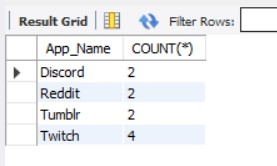 Result Grid Filter Rows:
App_Name COUNT(*)
Discord 2
Reddit 2
Tumblr 2
Twitch 4